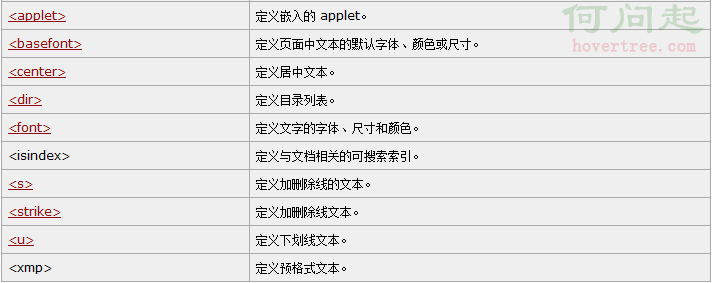 <applet> 定义嵌入的 applet。
何问起
<basefont> 定义页面中文本的默认字体、颜色或尺寸。
hovertree.com
<center> 定义居中文本。
<dir> 定义目录列表。
<font> 定义文字的字体、尺寸和颜色。
<isindex> 定义与文档相关的可搜索索引。
<s> 定义加删除线的文本。
<strike> 定义加删除线文本。
<u> 定义下划线文本。
<xmp> 定义预格式文本。